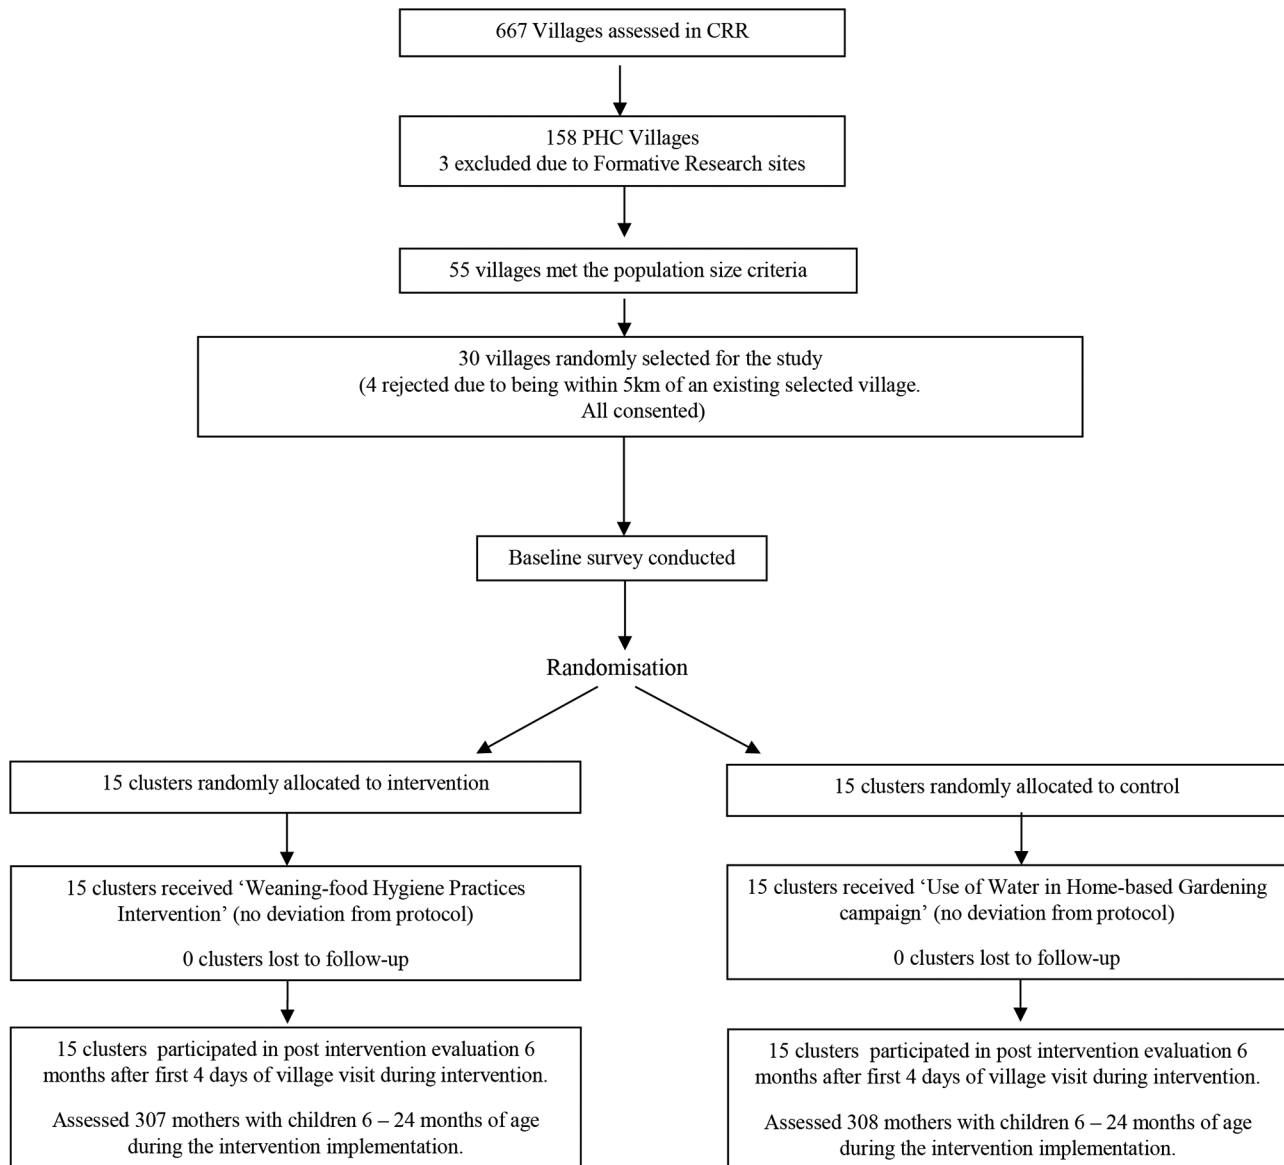 667 Villages assessed in CRR
158 PHC Villages
3 excluded due to Formative Research sites
55 villages met the population size criteria
30 villages randomly selected for the study
(4 rejected due to being within 5km of an existing selected village.
All consented)
Baseline survey conducted
Randomisation
15 clusters randomly allocated to intervention
15 clusters received ‘Weaning-food Hygiene Practices
Intervention’ (no deviation from protocol)
0 clusters lost to follow-up
15 clusters  participated in post intervention evaluation 6
months after first 4 days of village visit during intervention.
Assessed 307 mothers with children 6 – 24 months of age
during the intervention implementation.
15 clusters randomly allocated to control
15 clusters received ‘Use of Water in Home-based Gardening
campaign’ (no deviation from protocol)
0 clusters lost to follow-up
15 clusters  participated in post intervention evaluation 6
months after first 4 days of village visit during intervention.
Assessed 308 mothers with children 6 – 24 months of age
during the intervention implementation.